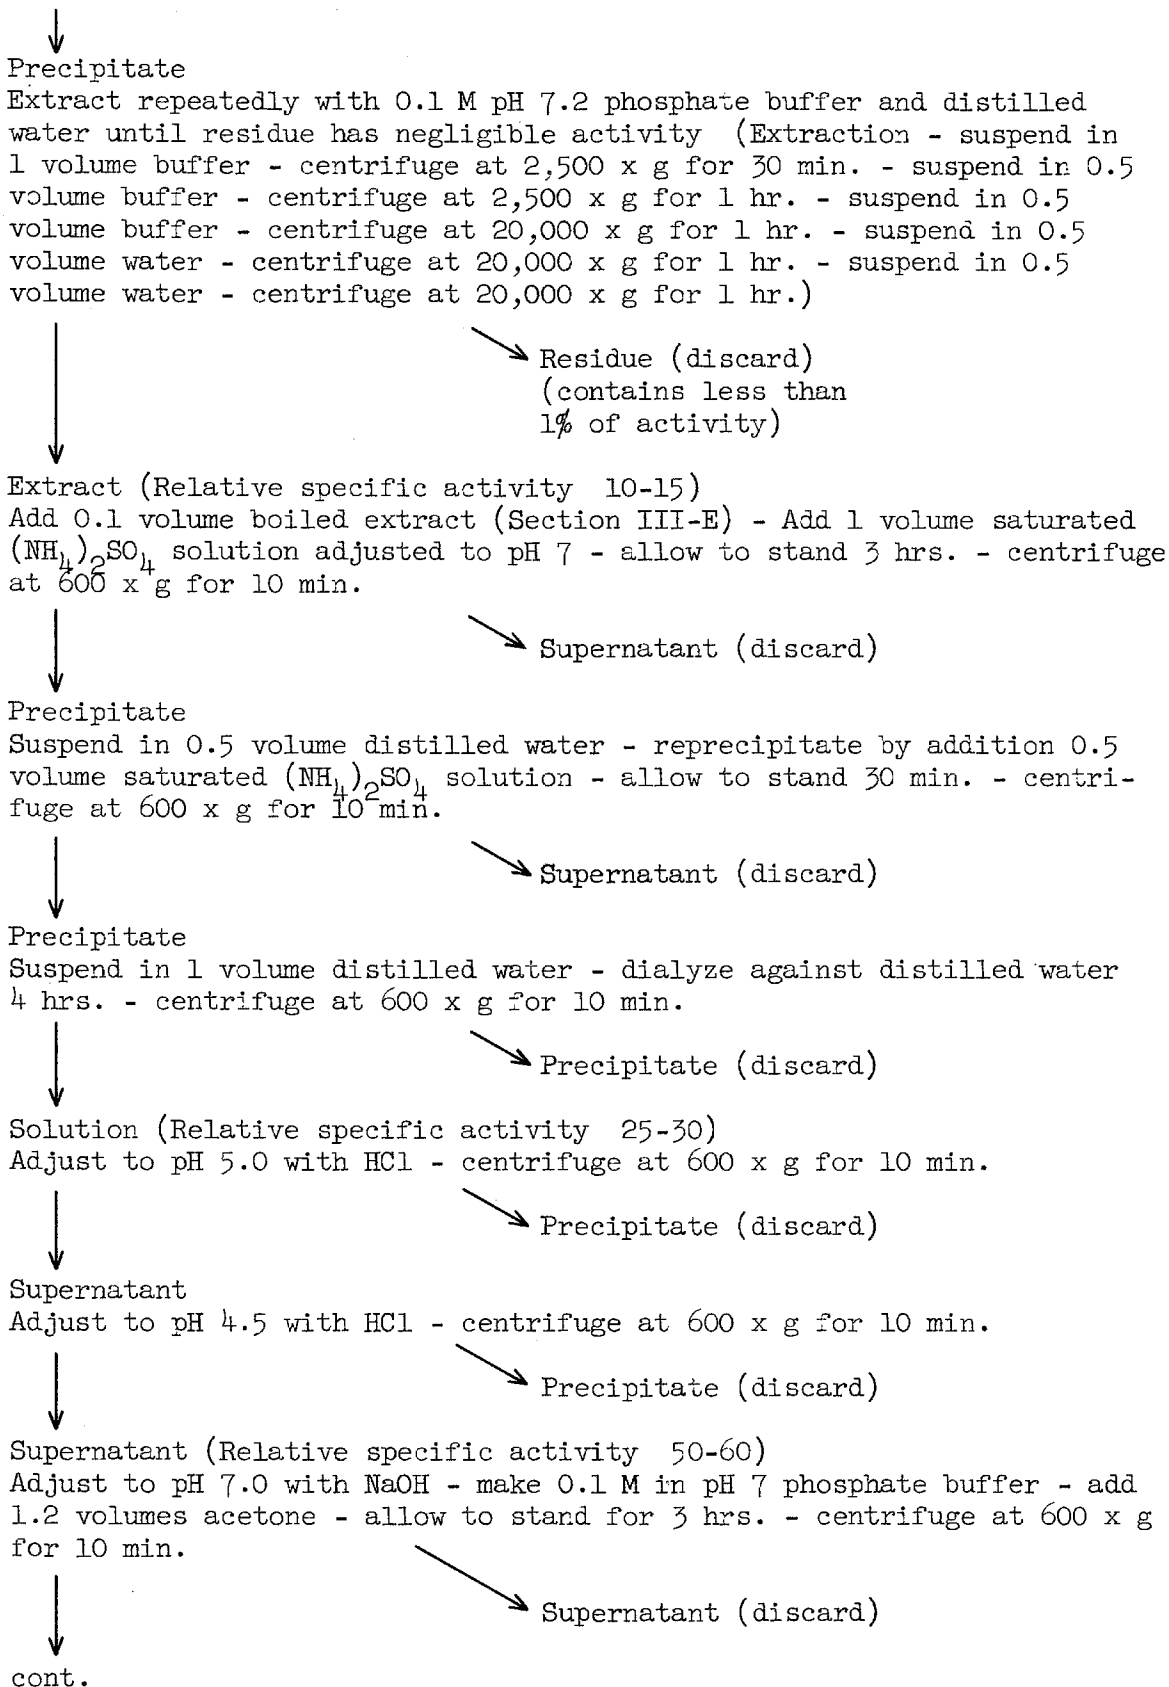 Precipitate
Extract repeatedly with 0.1 M pH 7.2 phosphate buffer and distilled
water until residue has negligible activity (Extraction - suspend in
1 volume buffer - centrifuge at 2,500 x g for 30 min. - suspend in 0.5
volume buffer - centrifuge at 2,500 x g for 1 hr. - suspend in 0.5
volume buffer - centrifuge at 20,000 x g for 1 hr. - suspend in 0.5
volume water - centrifuge at 20,000 x g for 1 hr. - suspend in 0.5
volume water - centrifuge at 20,000 x g for 1 hr.)
Residue (discard)
(contains less than
1% of activity)
Extract (Relative specific activity 10-15)
Add 0.1 volume boiled extract (Section III-E) - Add 1 volume saturated
(NH₄)₂SO₄ solution adjusted to pH 7 - allow to stand 3 hrs. - centrifuge
at 600 x g for 10 min.
Supernatant (discard)
Precipitate
Suspend in 0.5 volume distilled water - reprecipitate by addition 0.5
volume saturated (NH₄)₂SO₄ solution - allow to stand 30 min. - centri-
fuge at 600 x g for 10 min.
Supernatant (discard)
Precipitate
Suspend in 1 volume distilled water - dialyze against distilled water
4 hrs. - centrifuge at 600 x g for 10 min.
Precipitate (discard)
Solution (Relative specific activity 25-30)
Adjust to pH 5.0 with HCl - centrifuge at 600 x g for 10 min.
Precipitate (discard)
Supernatant
Adjust to pH 4.5 with HCl - centrifuge at 600 x g for 10 min.
Precipitate (discard)
Supernatant (Relative specific activity 50-60)
Adjust to pH 7.0 with NaOH - make 0.1 M in pH 7 phosphate buffer - add
1.2 volumes acetone - allow to stand for 3 hrs. - centrifuge at 600 x g
for 10 min.
Supernatant (discard)
cont.